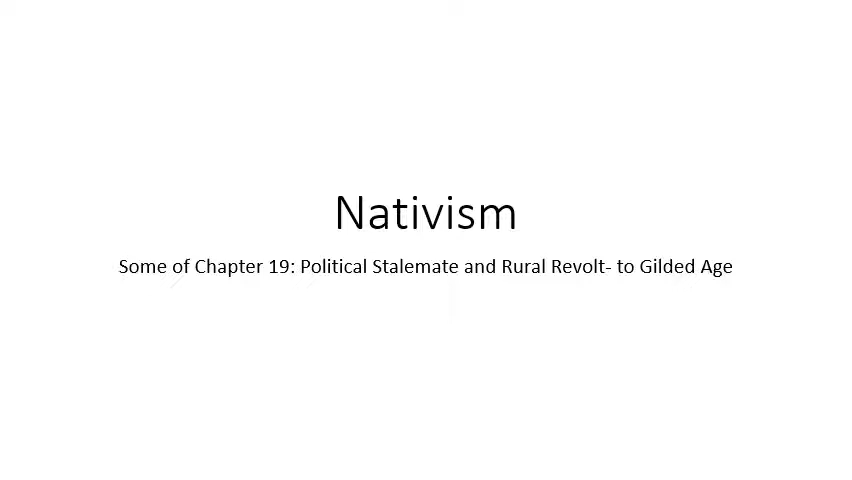 Nativism
Some of Chapter 19: Political Stalemate and Rural Revolt- to Gilded Age